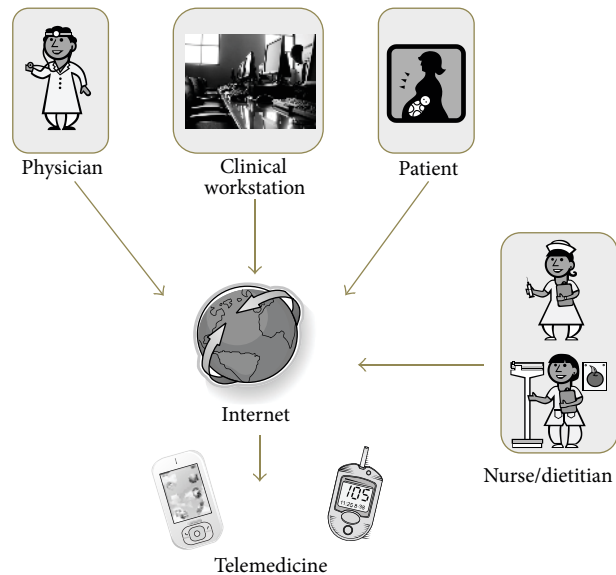 Physician
Clinical
workstation
Patient
Internet
Nurse/dietitian
105
Telemedicine